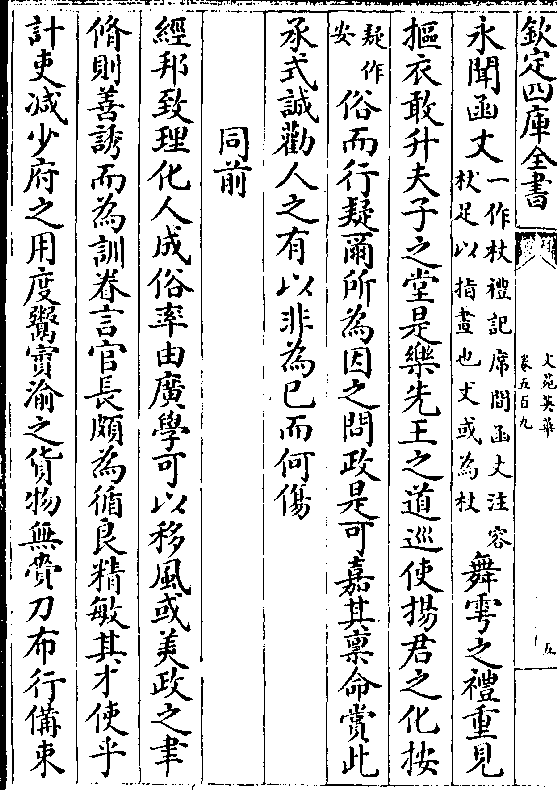 欽定四庫全書
文苑英華
卷五百九
五
永聞函丈一作杖禮記席間函丈注容
杖足以指畫也丈或為杖舞雩之禮重見
摳衣敢升夫子之堂是樂先王之道巡使揚君之化按
疑作
安俗而行疑爾所為因之問政是可嘉其稟命賞此
承式誠勸人之有以非為已而何傷
同前
經邦致理化人成俗率由廣學可以移風或美政之聿
脩則善誘而為訓眷言官長頗為循良精敏其才使乎
計吏減少府之用度鬻賣渝之貨物無賫刀布行備束